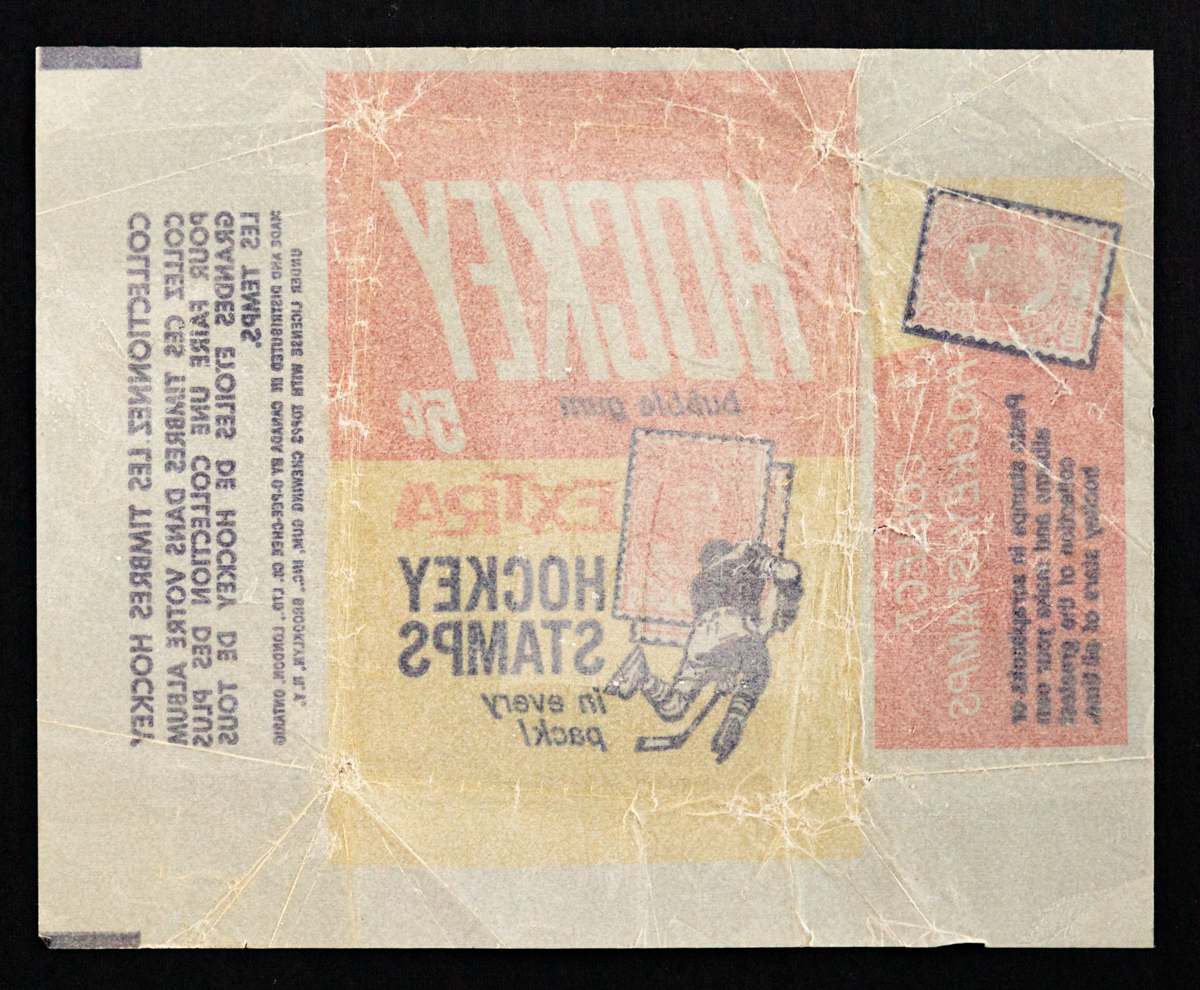 COLLECTIONNEZ LES TIMBRES HOCKEY.
COLLEZ CES TIMBRES DANS VOTRE ALBUM
POUR FAIRE UNE COLLECTION DES PLUS
GRANDES ETOILES DE HOCKEY DE TOUS
LES TEMPS.
MADE AND DISTRIBUTED IN CANADA BY O-PEE-CHEE CO. LTD., LONDON, ONTARIO
UNDER LICENSE WITH TOPPS CHEWING GUM, INC., BROOKLYN, N.Y.
HOCKEY
bubble gum
5¢
EXTRA
HOCKEY
STAMPS
in every
pack!
COLLECT
HOCKEY STAMPS
Paste stamps in scrapbooks or
albums and make your own
collection of the greatest
hockey stars of all time.